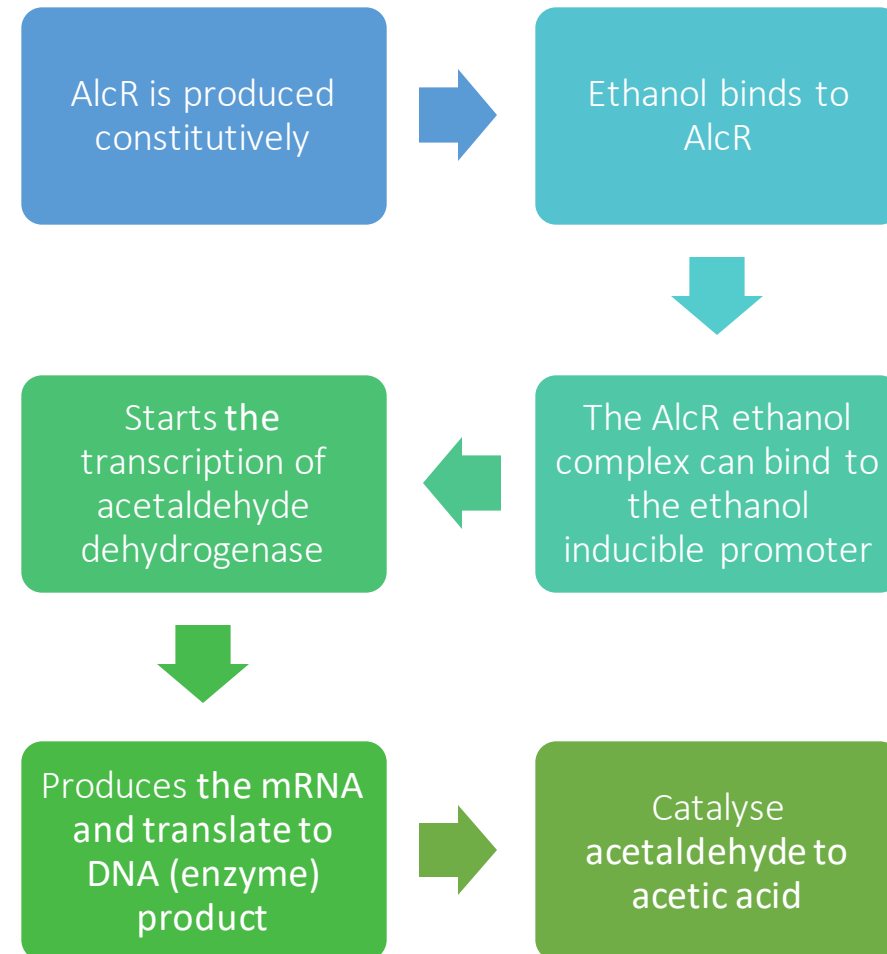 AlcR is produced
constitutively
Ethanol binds to
AlcR
The AlcR ethanol
complex can bind to
the ethanol
inducible promoter
Starts the
transcription of
acetaldehyde
dehydrogenase
Produces the mRNA
and translate to
DNA (enzyme)
product
Catalyse
acetaldehyde to
acetic acid